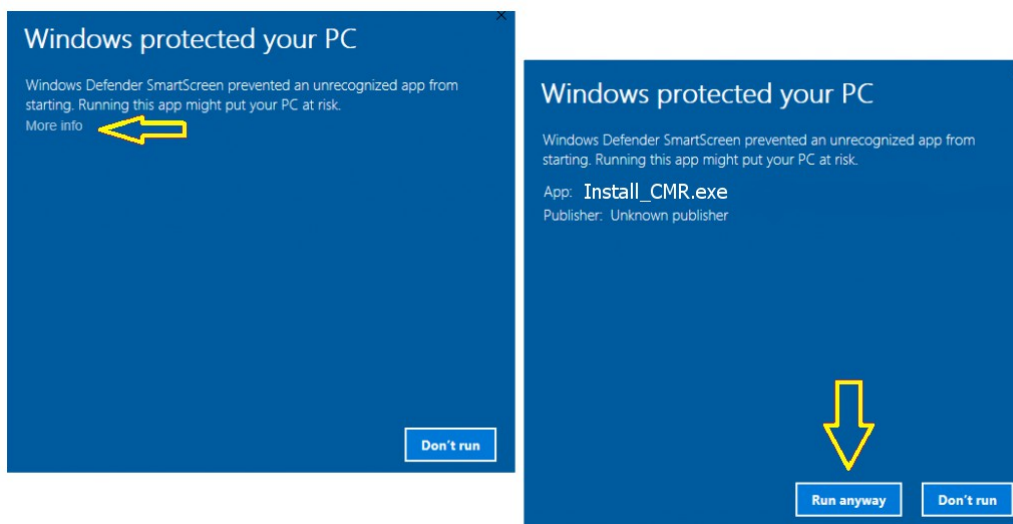 Windows protected your PC
Windows Defender SmartScreen prevented an unrecognized app from
starting. Running this app might put your PC at risk.
More info
Don't run
Windows protected your PC
Windows Defender SmartScreen prevented an unrecognized app from
starting. Running this app might put your PC at risk.
App: Install_CMR.exe
Publisher: Unknown publisher
Run anyway
Don't run